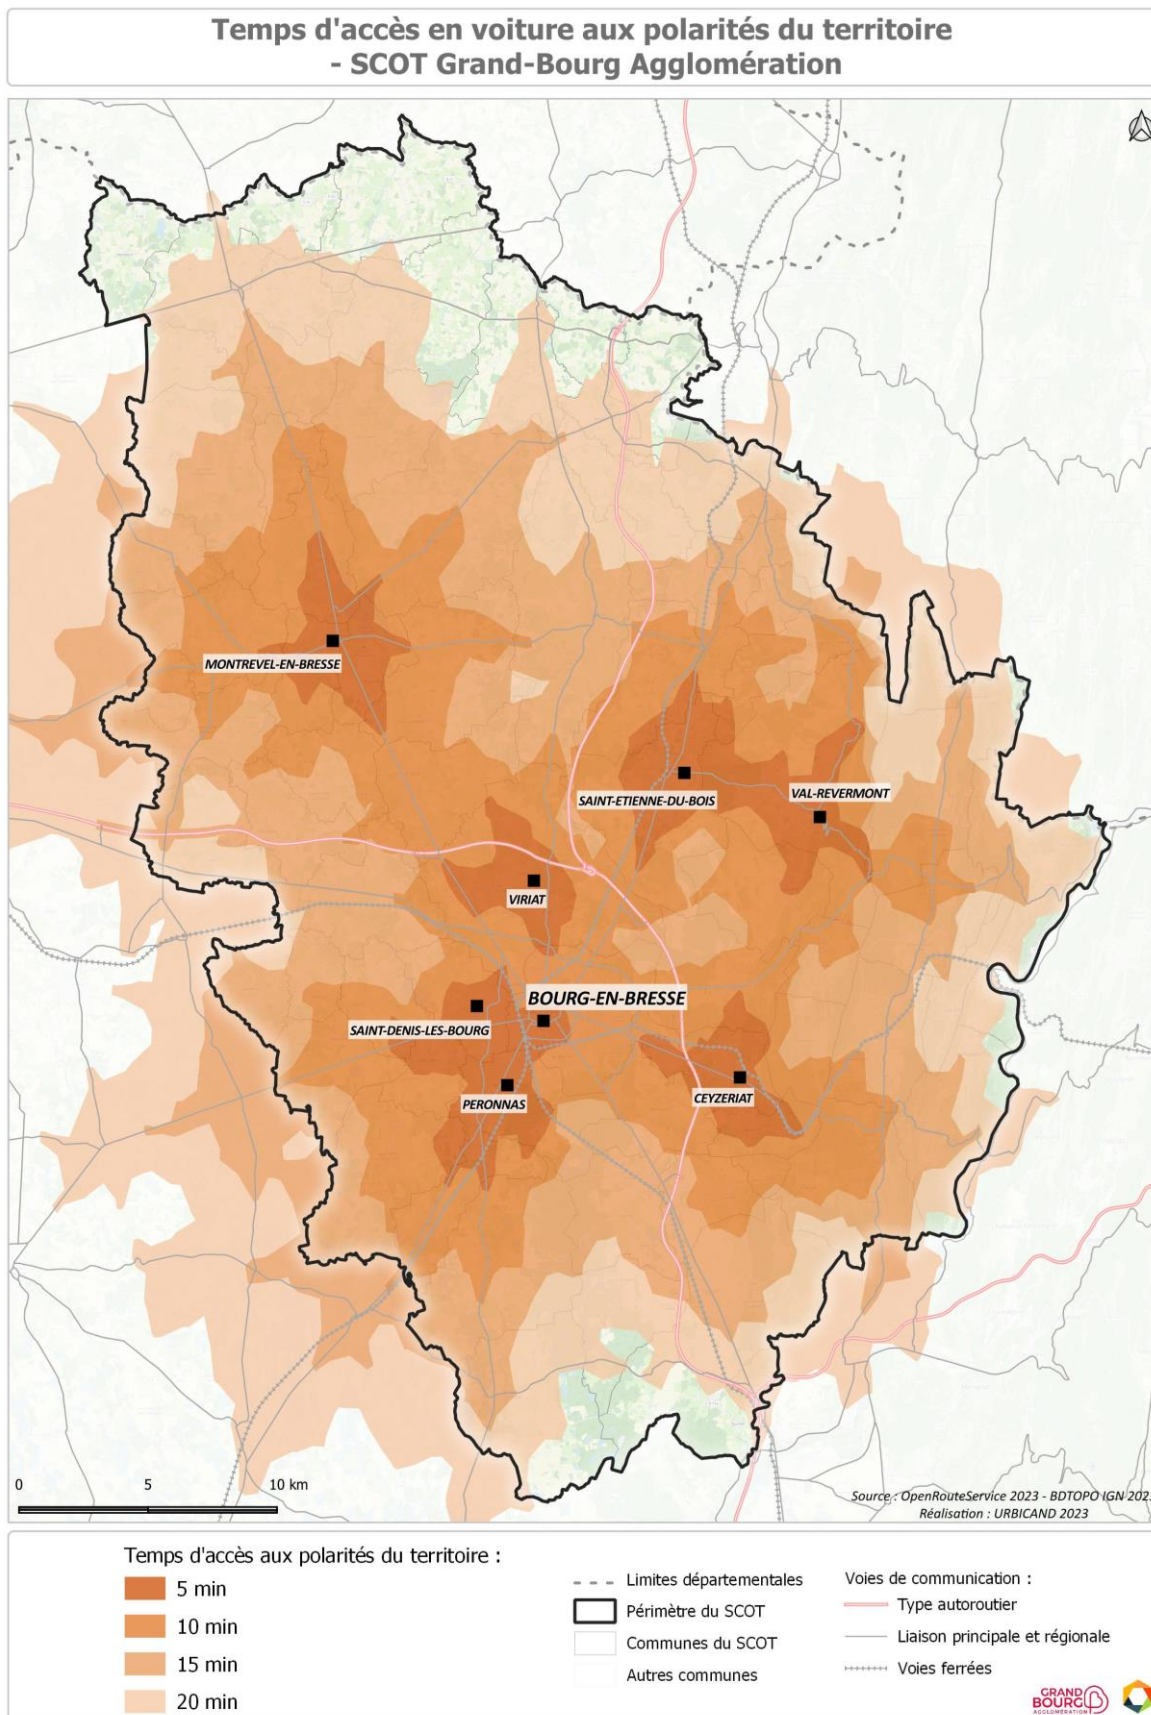 Temps d'accès en voiture aux polarités du territoire
- SCOT Grand-Bourg Agglomération
MONTREVEL-EN-BRESSE
SAINT-ETIENNE-DU-BOIS
VAL-REVERMONT
VIRIAT
BOURG-EN-BRESSE
SAINT-DENIS-LES-BOURG
PERONNAS
CEYZERIAT
0 5 10 km
Source : OpenRouteService 2023 - BDTOPO IGN 2023
Réalisation : URBICAND 2023
Temps d'accès aux polarités du territoire :
5 min
10 min
15 min
20 min
Limites départementales
Périmètre du SCOT
Communes du SCOT
Autres communes
Voies de communication :
Type autoroutier
Liaison principale et régionale
Voies ferrées
GRAND
BOURG
AGGLOMÉRATION